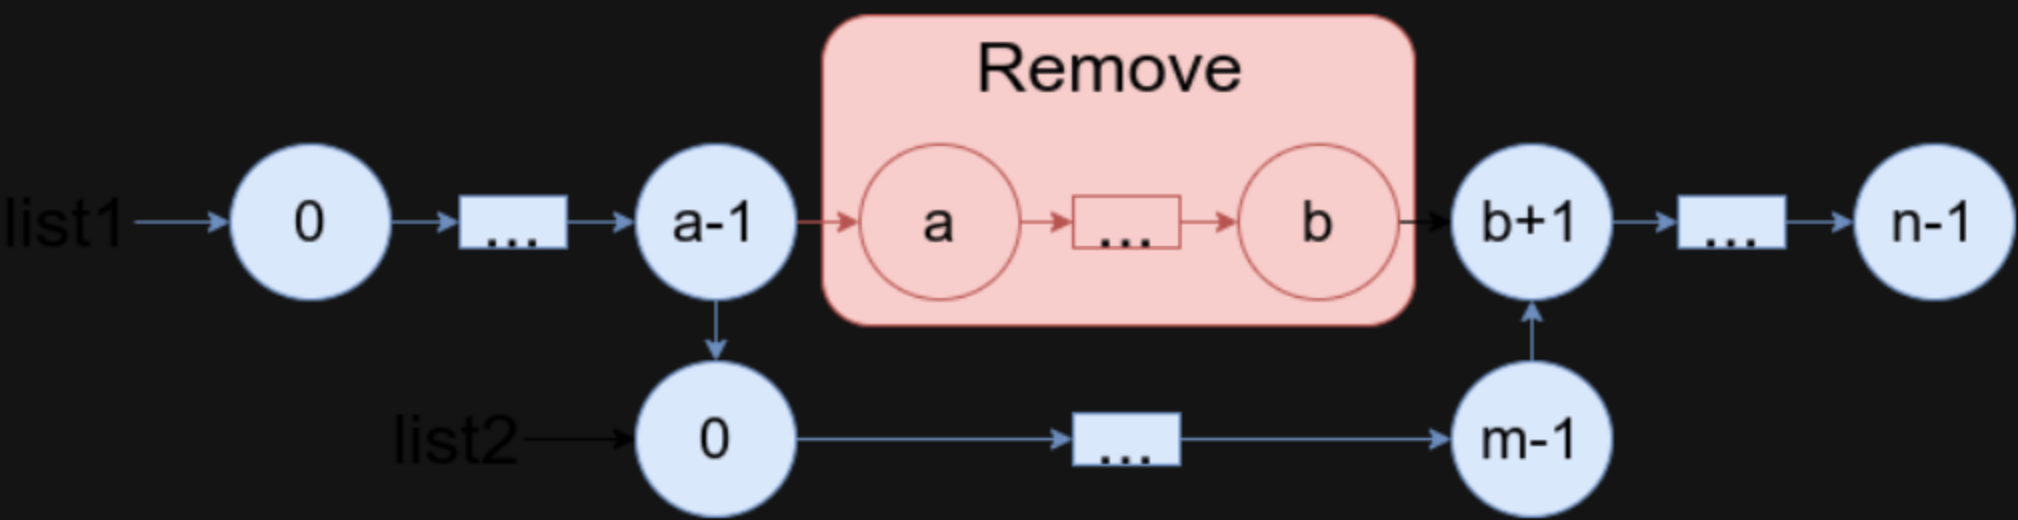 Remove
list1 0 ... a-1 a ... b b+1 ... n-1
list2 0 ... m-1